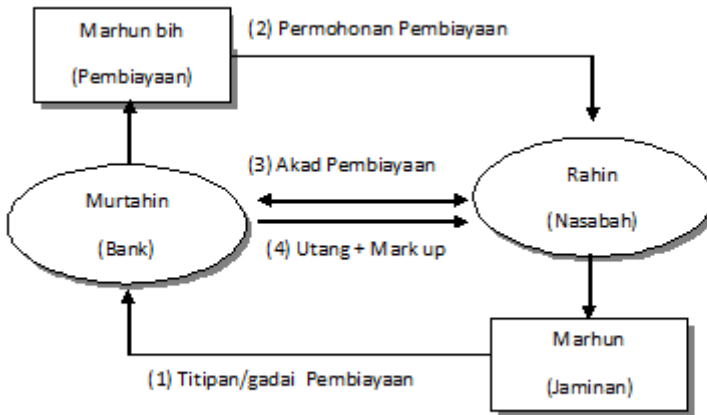 Marhun bih
(Pembiayaan)
(2) Permohonan Pembiayaan
(3) Akad Pembiayaan
Murtahin
(Bank)
Rahin
(Nasabah)
(4) Utang + Mark up
Marhun
(Jaminan)
(1) Titipan/gadai Pembiayaan